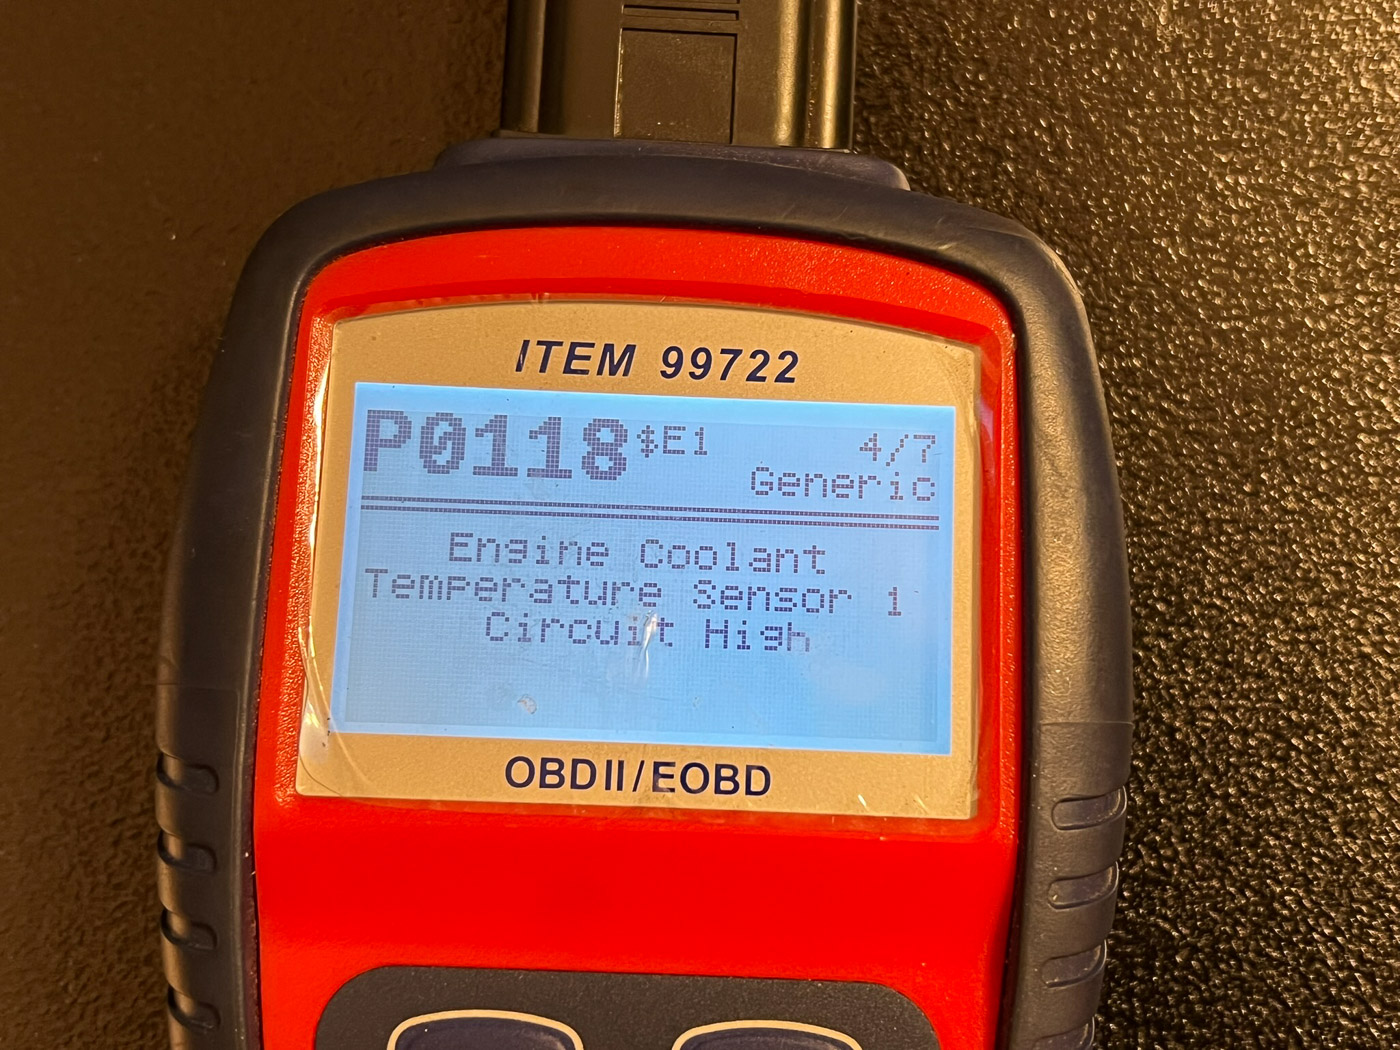 ITEM 99722
P0118 $E1 4/7
Generic
Engine Coolant
Temperature Sensor 1
Circuit High
OBDII/EOBD